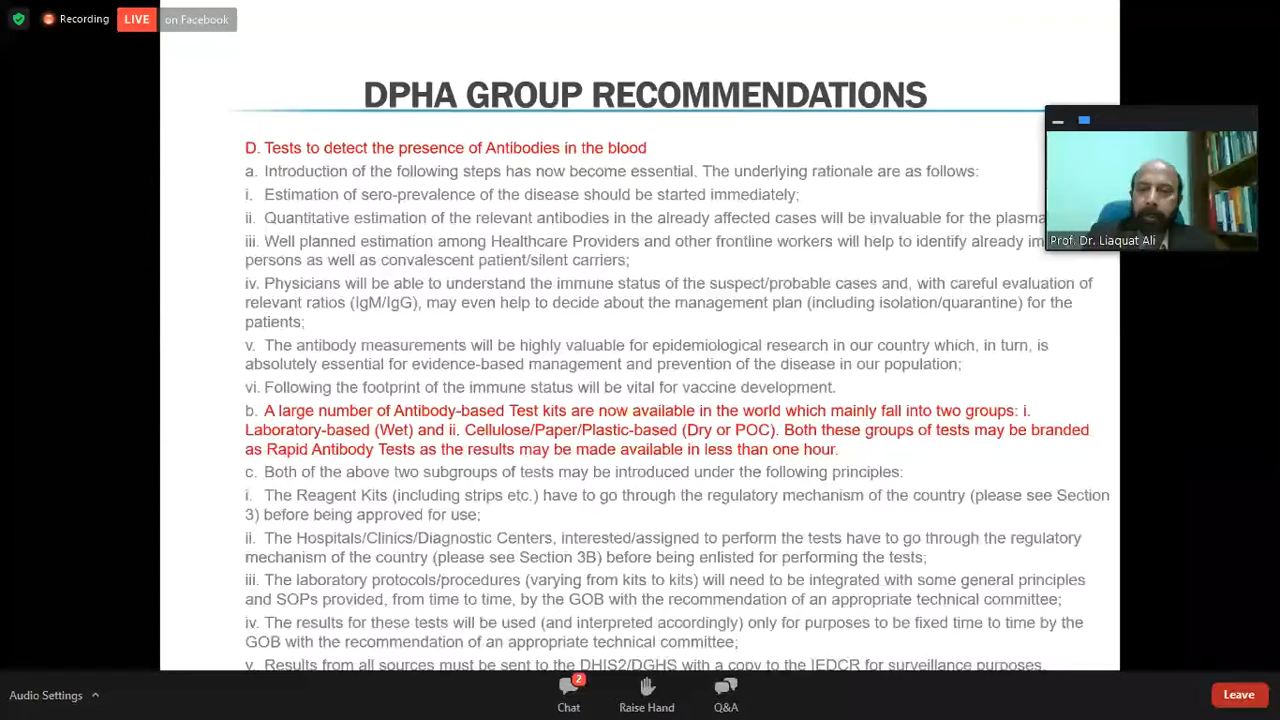 Recording
LIVE
on Facebook
DPHA GROUP RECOMMENDATIONS
D. Tests to detect the presence of Antibodies in the blood
a. Introduction of the following steps has now become essential. The underlying rationale are as follows:
i. Estimation of sero-prevalence of the disease should be started immediately;
ii. Quantitative estimation of the relevant antibodies in the already affected cases will be invaluable for the plasma
iii. Well planned estimation among Healthcare Providers and other frontline workers will help to identify already
persons as well as convalescent patient/silent carriers;
iv. Physicians will be able to understand the immune status of the suspect/probable cases and, with careful evaluation of
relevant ratios (IgM/IgG), may even help to decide about the management plan (including isolation/quarantine) for the
patients;
v. The antibody measurements will be highly valuable for epidemiological research in our country which, in turn, is
absolutely essential for evidence-based management and prevention of the disease in our population;
vi. Following the footprint of the immune status will be vital for vaccine development.
b. A large number of Antibody-based Test kits are now available in the world which mainly fall into two groups: i.
Laboratory-based (Wet) and ii. Cellulose/Paper/Plastic-based (Dry or POC). Both these groups of tests may be branded
as Rapid Antibody Tests as the results may be made available in less than one hour.
c. Both of the above two subgroups of tests may be introduced under the following principles:
i. The Reagent Kits (including strips etc.) have to go through the regulatory mechanism of the country (please see Section
3) before being approved for use;
ii. The Hospitals/Clinics/Diagnostic Centers, interested/assigned to perform the tests have to go through the regulatory
mechanism of the country (please see Section 3B) before being enlisted for performing the tests;
iii. The laboratory protocols/procedures (varying from kits to kits) will need to be integrated with some general principles
and SOPs provided, from time to time, by the GOB with the recommendation of an appropriate technical committee;
iv. The results for these tests will be used (and interpreted accordingly) only for purposes to be fixed time to time by the
GOB with the recommendation of an appropriate technical committee;
v. Results from all sources must be sent to the DHIS2/DGHS with a copy to the IEDCR for surveillance purposes.
Prof. Dr. Liaquat Ali
Audio Settings
2
Chat
Raise Hand
Q&A
Leave